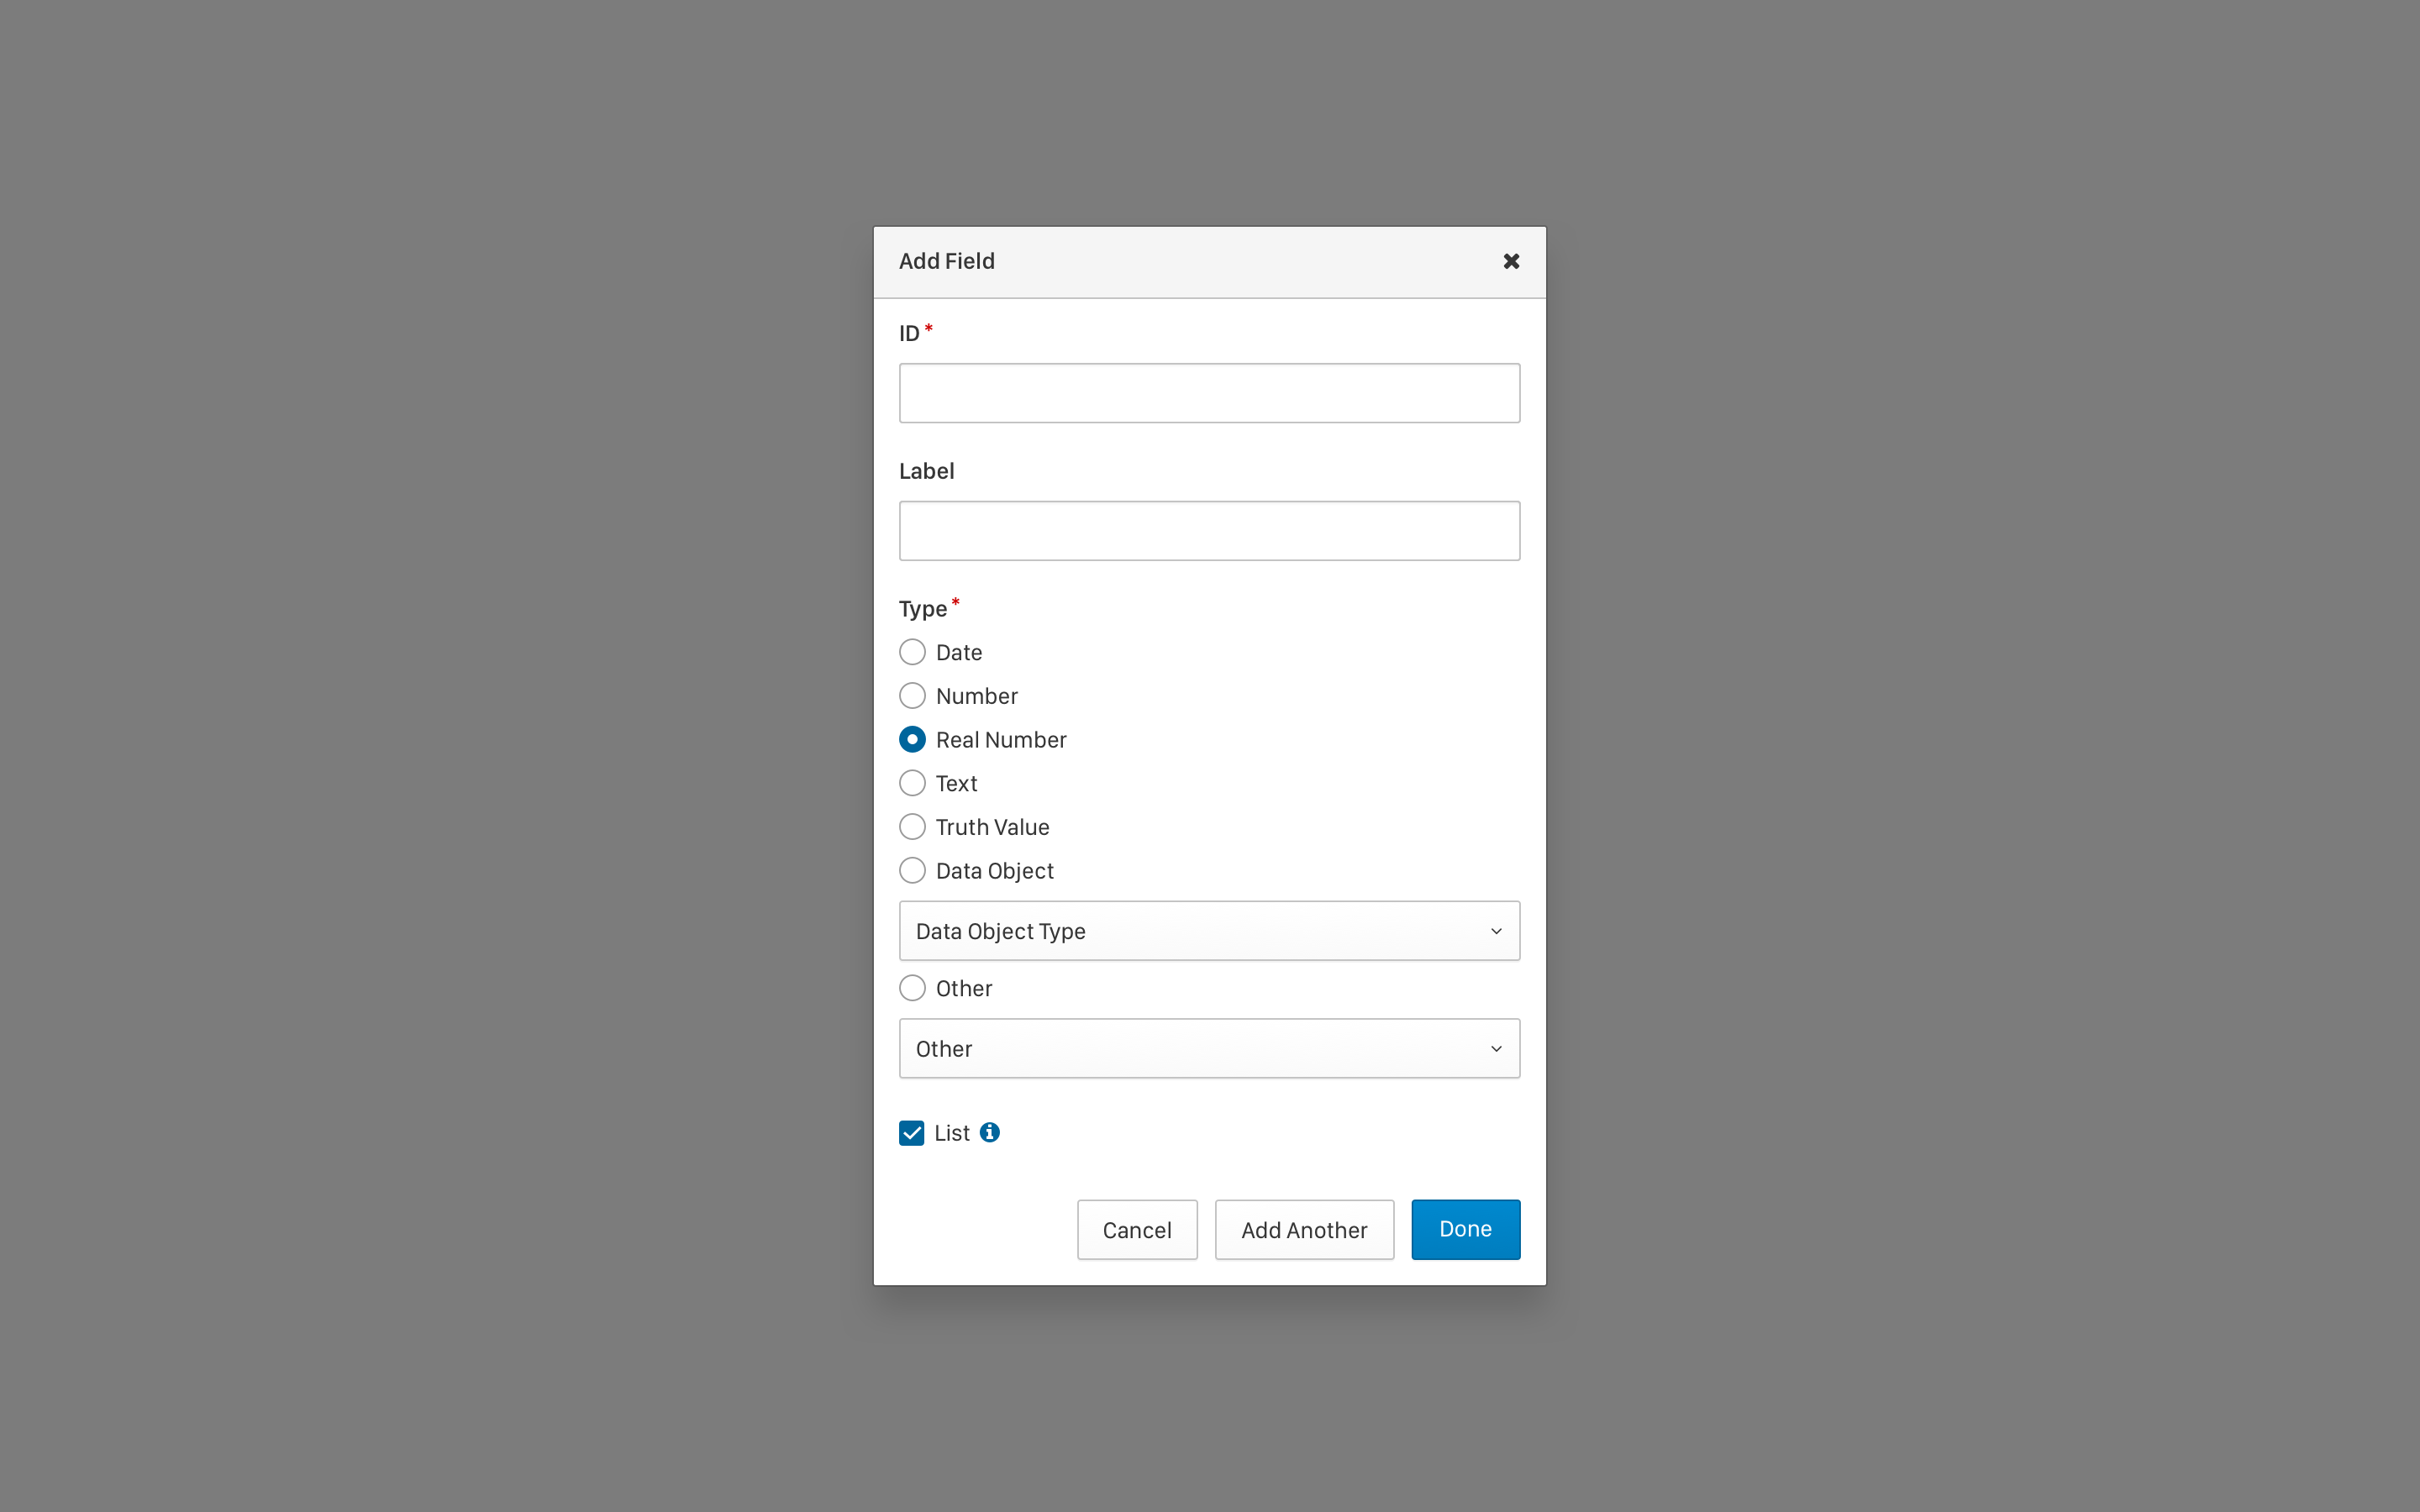 Add Field
ID *
Label
Type *
Date
Number
Real Number
Text
Truth Value
Data Object
Data Object Type
Other
Other
List
Cancel Add Another Done